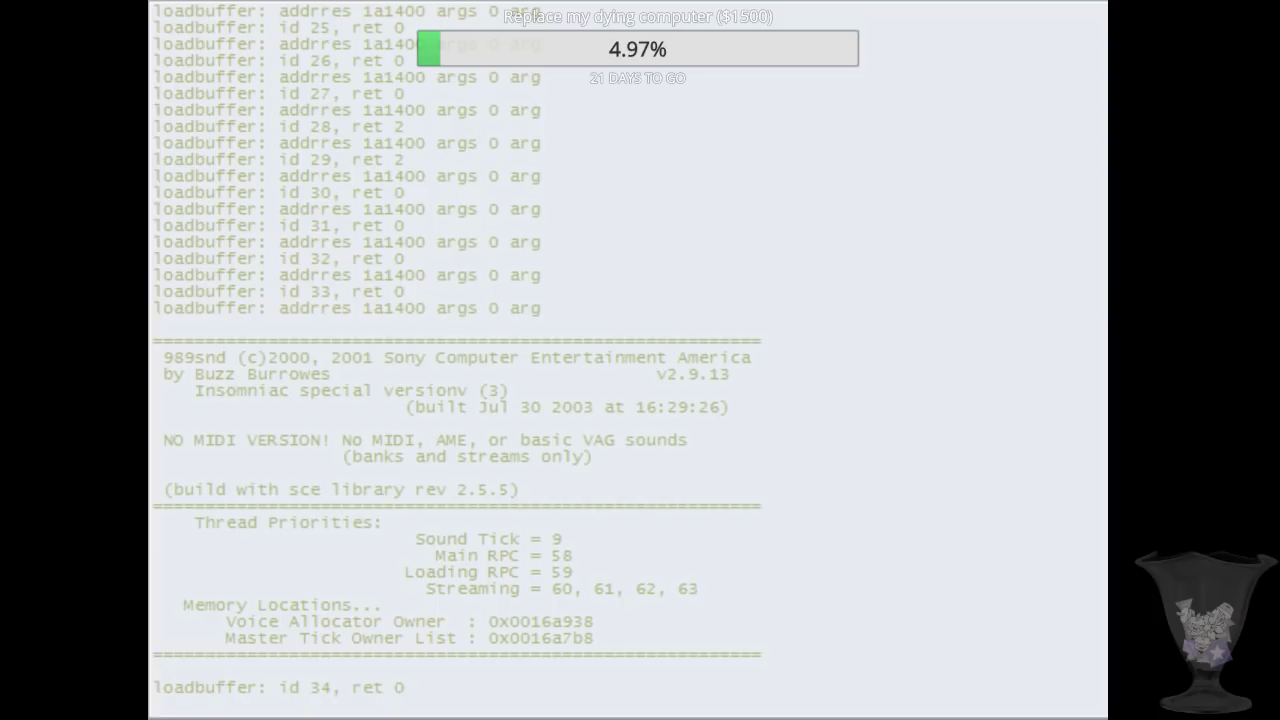 loadbuffer: addrres 1a1400 args 0 arg
Replace my dying computer ($1500)
loadbuffer: id 25, ret 0
loadbuffer: addrres 1a1400 args 0 arg
4.97%
loadbuffer: id 26, ret 0
loadbuffer: addrres 1a1400 args 0 arg
21 DAYS TO GO
loadbuffer: id 27, ret 0
loadbuffer: addrres 1a1400 args 0 arg
loadbuffer: id 28, ret 2
loadbuffer: addrres 1a1400 args 0 arg
loadbuffer: id 29, ret 2
loadbuffer: addrres 1a1400 args 0 arg
loadbuffer: id 30, ret 0
loadbuffer: addrres 1a1400 args 0 arg
loadbuffer: id 31, ret 0
loadbuffer: addrres 1a1400 args 0 arg
loadbuffer: id 32, ret 0
loadbuffer: addrres 1a1400 args 0 arg
loadbuffer: id 33, ret 0
loadbuffer: addrres 1a1400 args 0 arg
==========================================================
989snd (c)2000, 2001 Sony Computer Entertainment America
by Buzz Burrowes v2.9.13
Insomniac special versionv (3)
(built Jul 30 2003 at 16:29:26)
NO MIDI VERSION! No MIDI, AME, or basic VAG sounds
(banks and streams only)
(build with sce library rev 2.5.5)
==========================================================
Thread Priorities:
Sound Tick = 9
Main RPC = 58
Loading RPC = 59
Streaming = 60, 61, 62, 63
Memory Locations...
Voice Allocator Owner : 0x0016a938
Master Tick Owner List : 0x0016a7b8
==========================================================
loadbuffer: id 34, ret 0